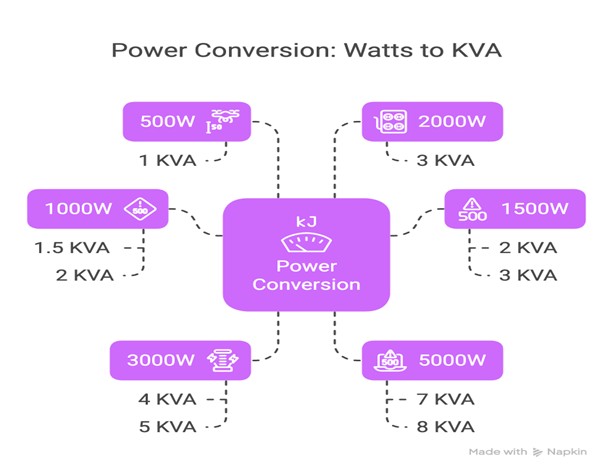 Power Conversion: Watts to KVA
500W
150
1 KVA
2000W
3 KVA
1000W
500
1.5 KVA
2 KVA
1500W
500
2 KVA
3 KVA
kJ
Power
Conversion
3000W
4 KVA
5 KVA
5000W
500
7 KVA
8 KVA
Made with Napkin